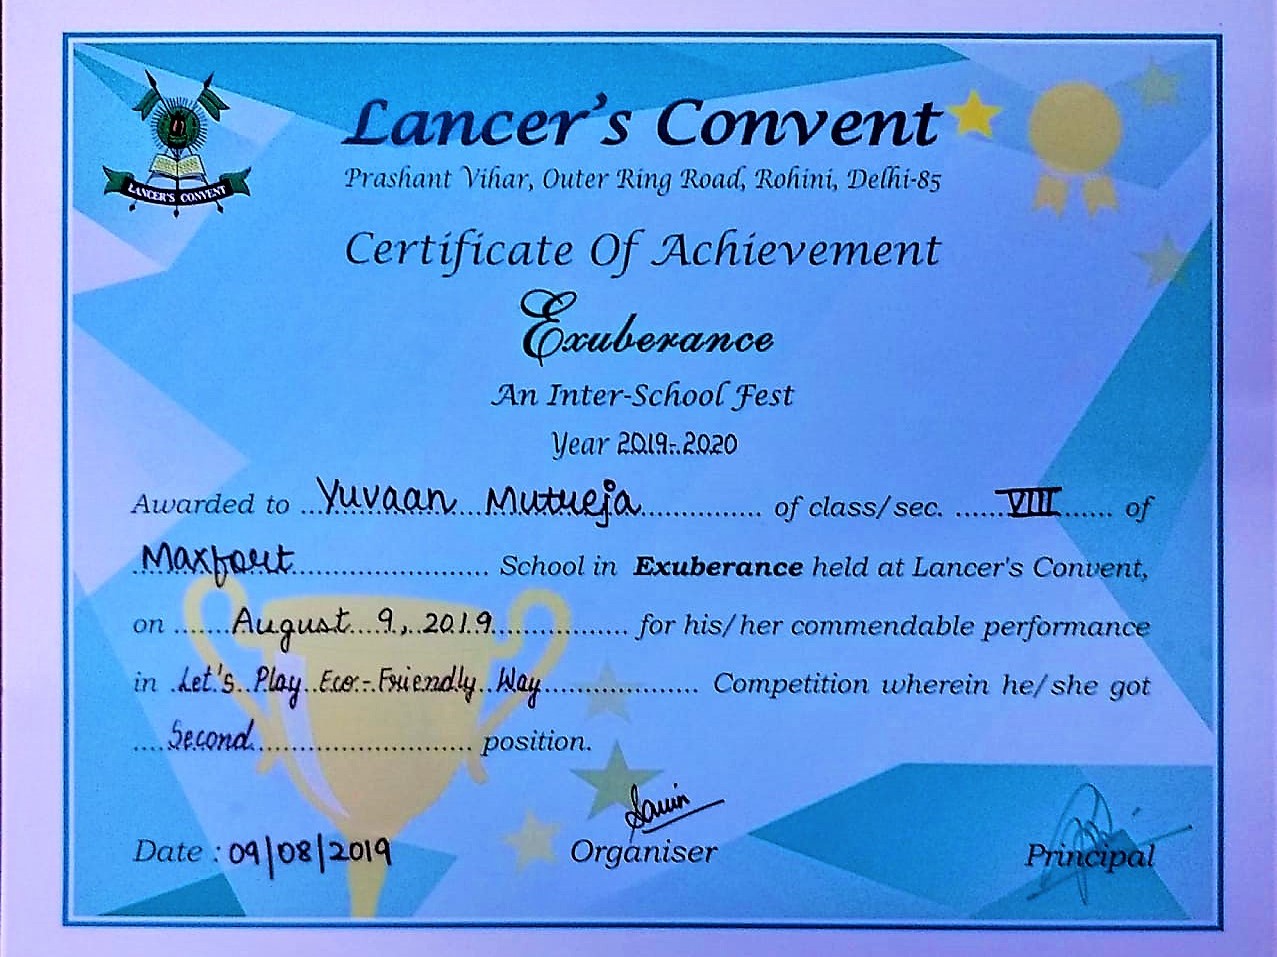 LANCER'S CONVENT
Lancer's Convent
Prashant Vihar, Outer Ring Road, Rohini, Delhi-85
Certificate Of Achievement
Exuberance
An Inter-School Fest
Year 2019-2020
Awarded to Yuvaan Mutueja of class/sec. VIII of
Maxfort School in Exuberance held at Lancer's Convent,
on August 9, 2019 for his/her commendable performance
in Let's Play Eco-Friendly Way Competition wherein he/she got
Second position.
Date : 09/08/2019 Organiser Principal